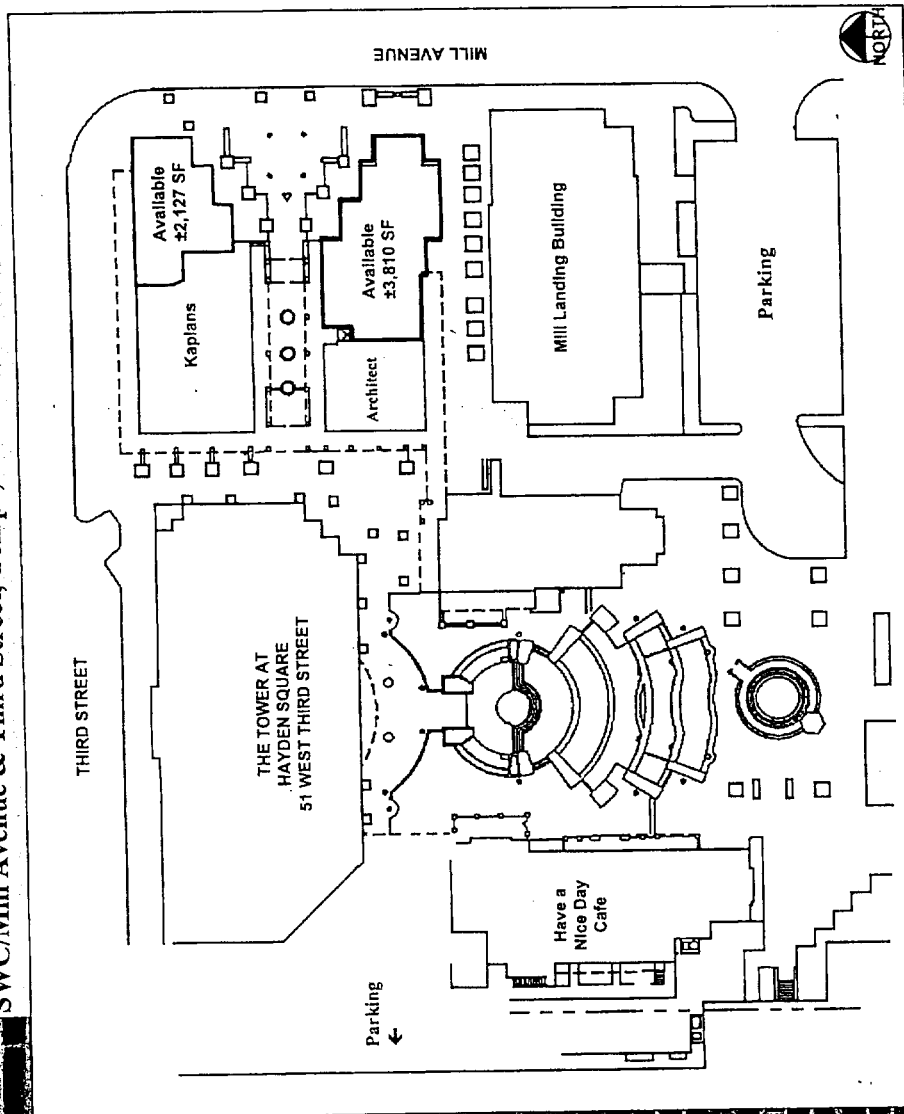 SWC/Mill Avenue & Third Street,
MILL AVENUE
NORTH
THIRD STREET
Available
±2,127 SF
Kaplans
Available
±3,810 SF
Architect
Mill Landing Building
Parking
THE TOWER AT
HAYDEN SQUARE
51 WEST THIRD STREET
Have a
Nice Day
Cafe
Parking
←